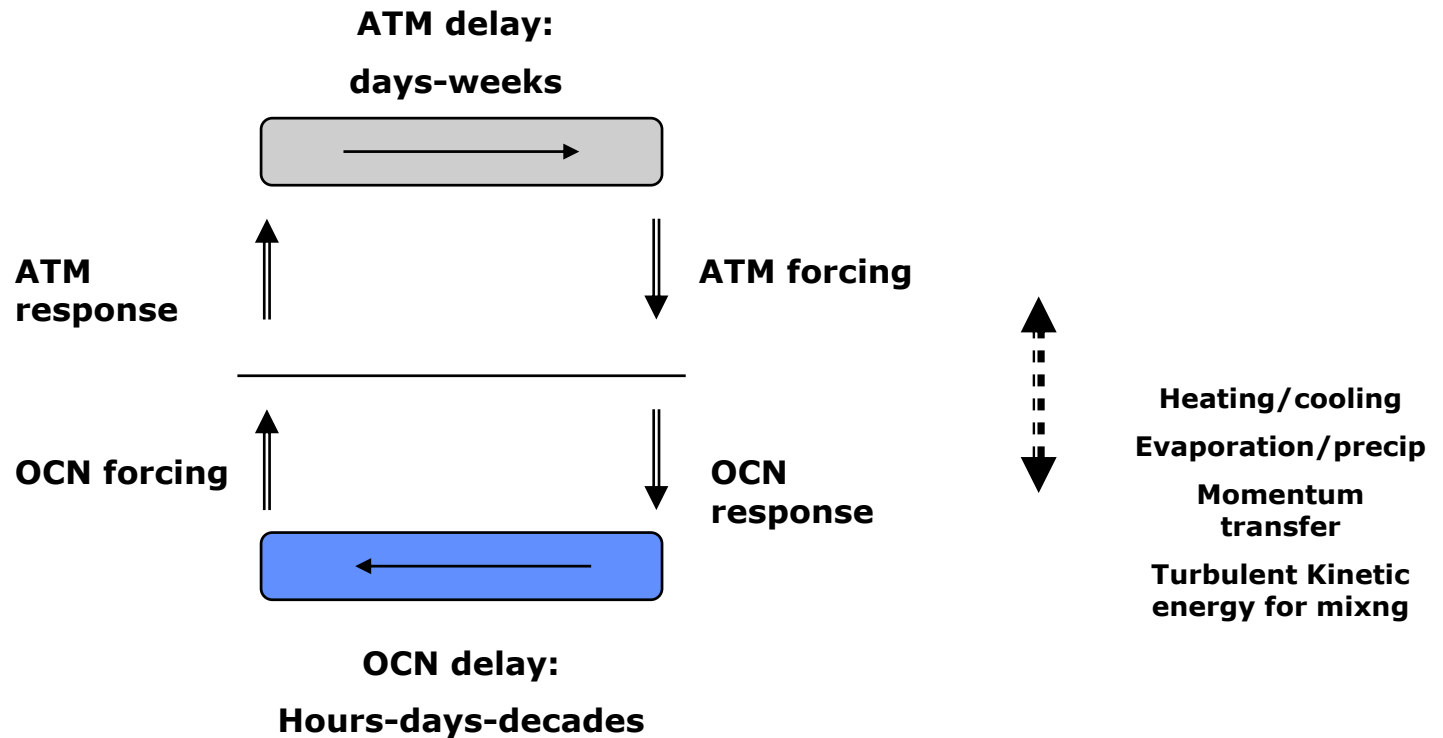 ATM delay:
days-weeks
ATM
response
ATM forcing
OCN forcing
OCN
response
Heating/cooling
Evaporation/precip
Momentum
transfer
Turbulent Kinetic
energy for mixng
OCN delay:
Hours-days-decades